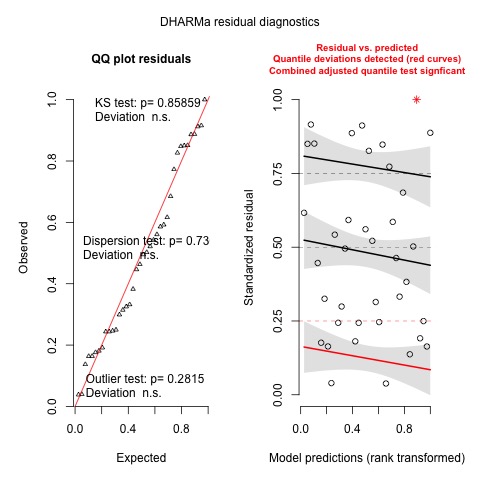 DHARMa residual diagnostics
QQ plot residuals
KS test: p= 0.85859
Deviation n.s.
Dispersion test: p= 0.73
Deviation n.s.
Outlier test: p= 0.2815
Deviation n.s.
Observed
0.0 0.2 0.4 0.6 0.8 1.0
0.0 0.4 0.8
Expected
Residual vs. predicted
Quantile deviations detected (red curves)
Combined adjusted quantile test signficant
Standardized residual
0.00 0.25 0.50 0.75 1.00
0.0 0.2 0.4 0.8
Model predictions (rank transformed)